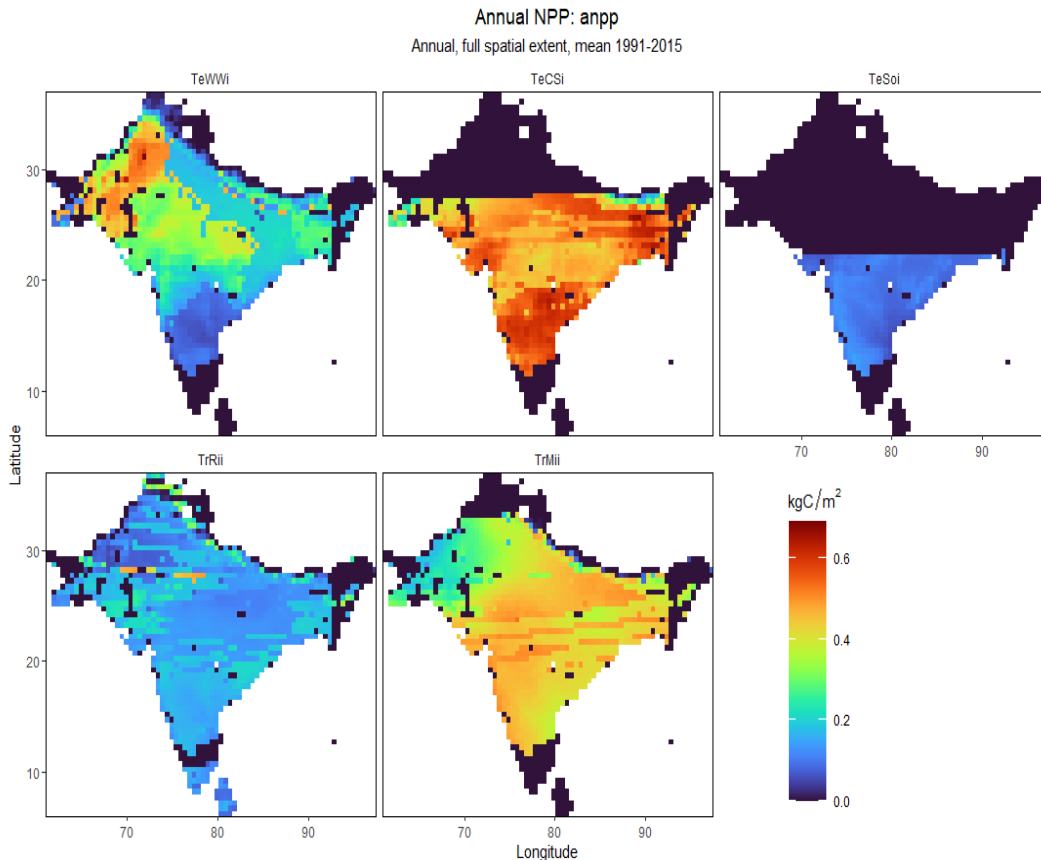 Annual NPP: anpp
Annual, full spatial extent, mean 1991-2015
TeWWi
TeCSi
TeSoi
30
20
10
Latitude
70
80
90
TrRii
TrMii
30
20
10
70
80
90
70
80
90
Longitude
kgC/m²
0.6
0.4
0.2
0.0